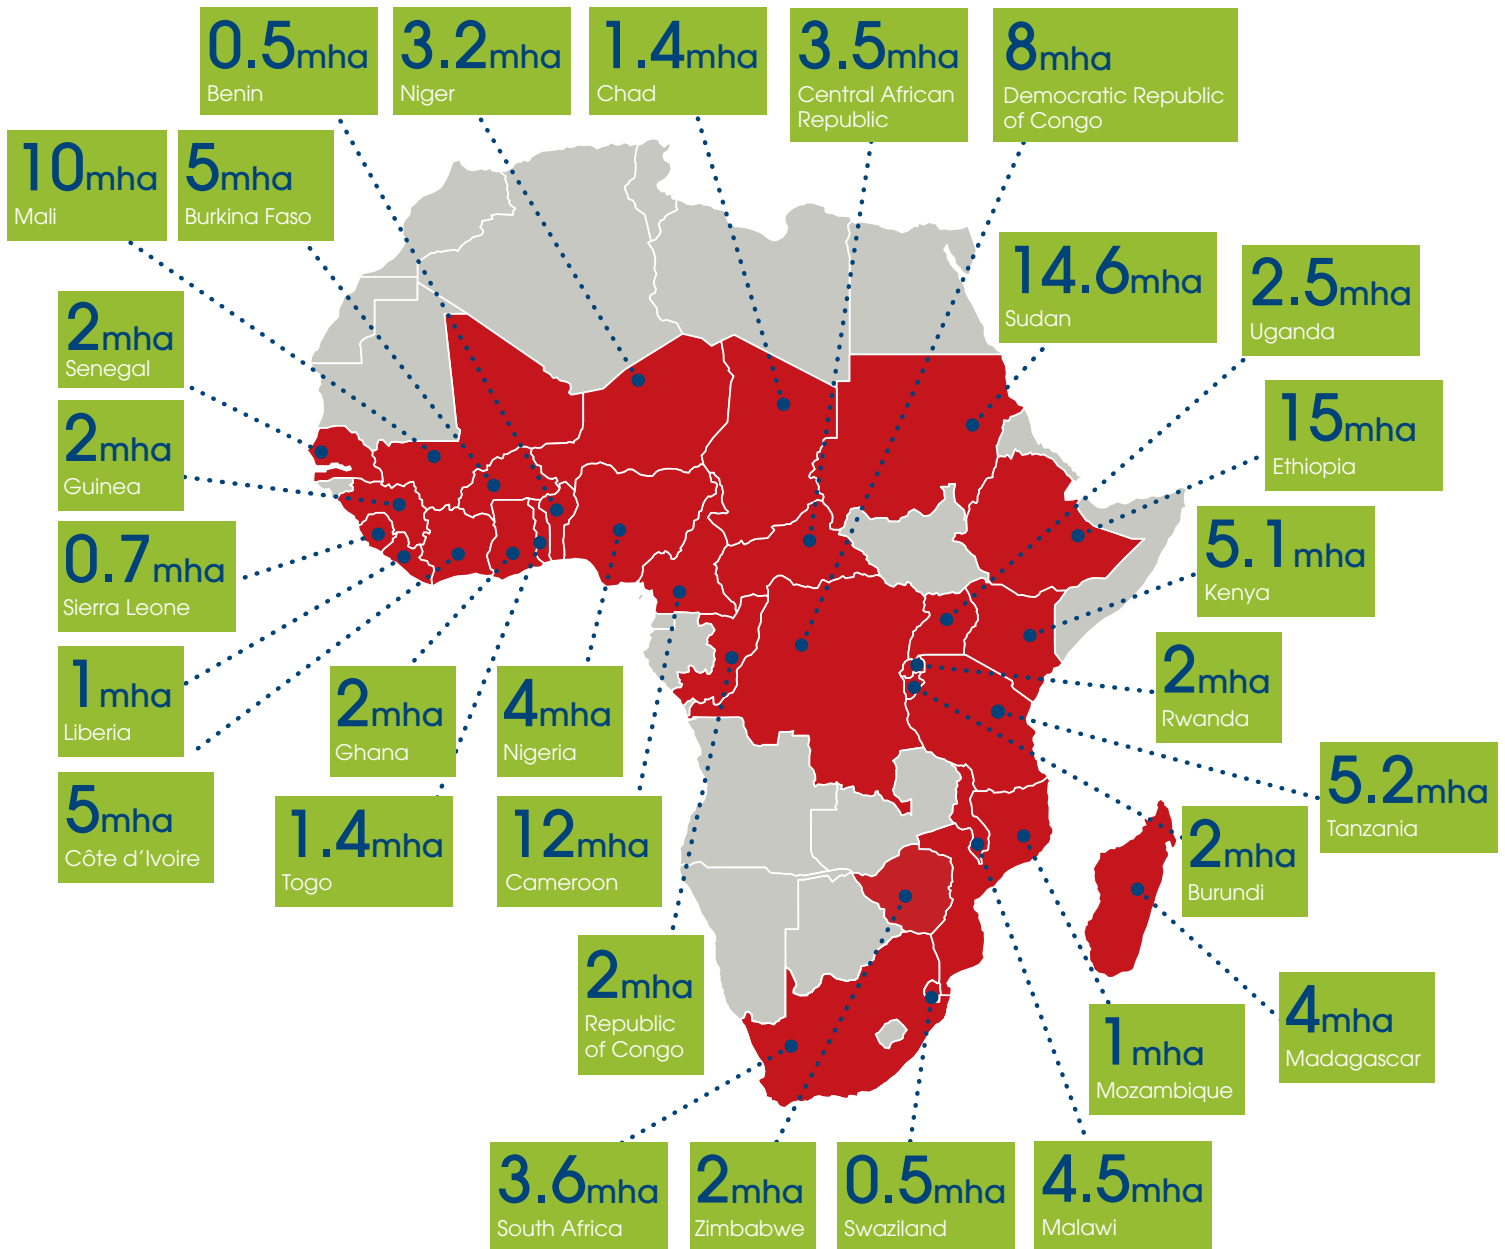 0.5mha
Benin
3.2mha
Niger
1.4mha
Chad
3.5mha
Central African
Republic
8mha
Democratic Republic
of Congo
10mha
Mali
5mha
Burkina Faso
14.6mha
Sudan
2.5mha
Uganda
2mha
Senegal
15mha
Ethiopia
2mha
Guinea
5.1mha
Kenya
0.7mha
Sierra Leone
2mha
Rwanda
1mha
Liberia
2mha
Ghana
4mha
Nigeria
5.2mha
Tanzania
5mha
Côte d'Ivoire
1.4mha
Togo
12mha
Cameroon
2mha
Burundi
2mha
Republic
of Congo
4mha
Madagascar
1mha
Mozambique
3.6mha
South Africa
2mha
Zimbabwe
0.5mha
Swaziland
4.5mha
Malawi